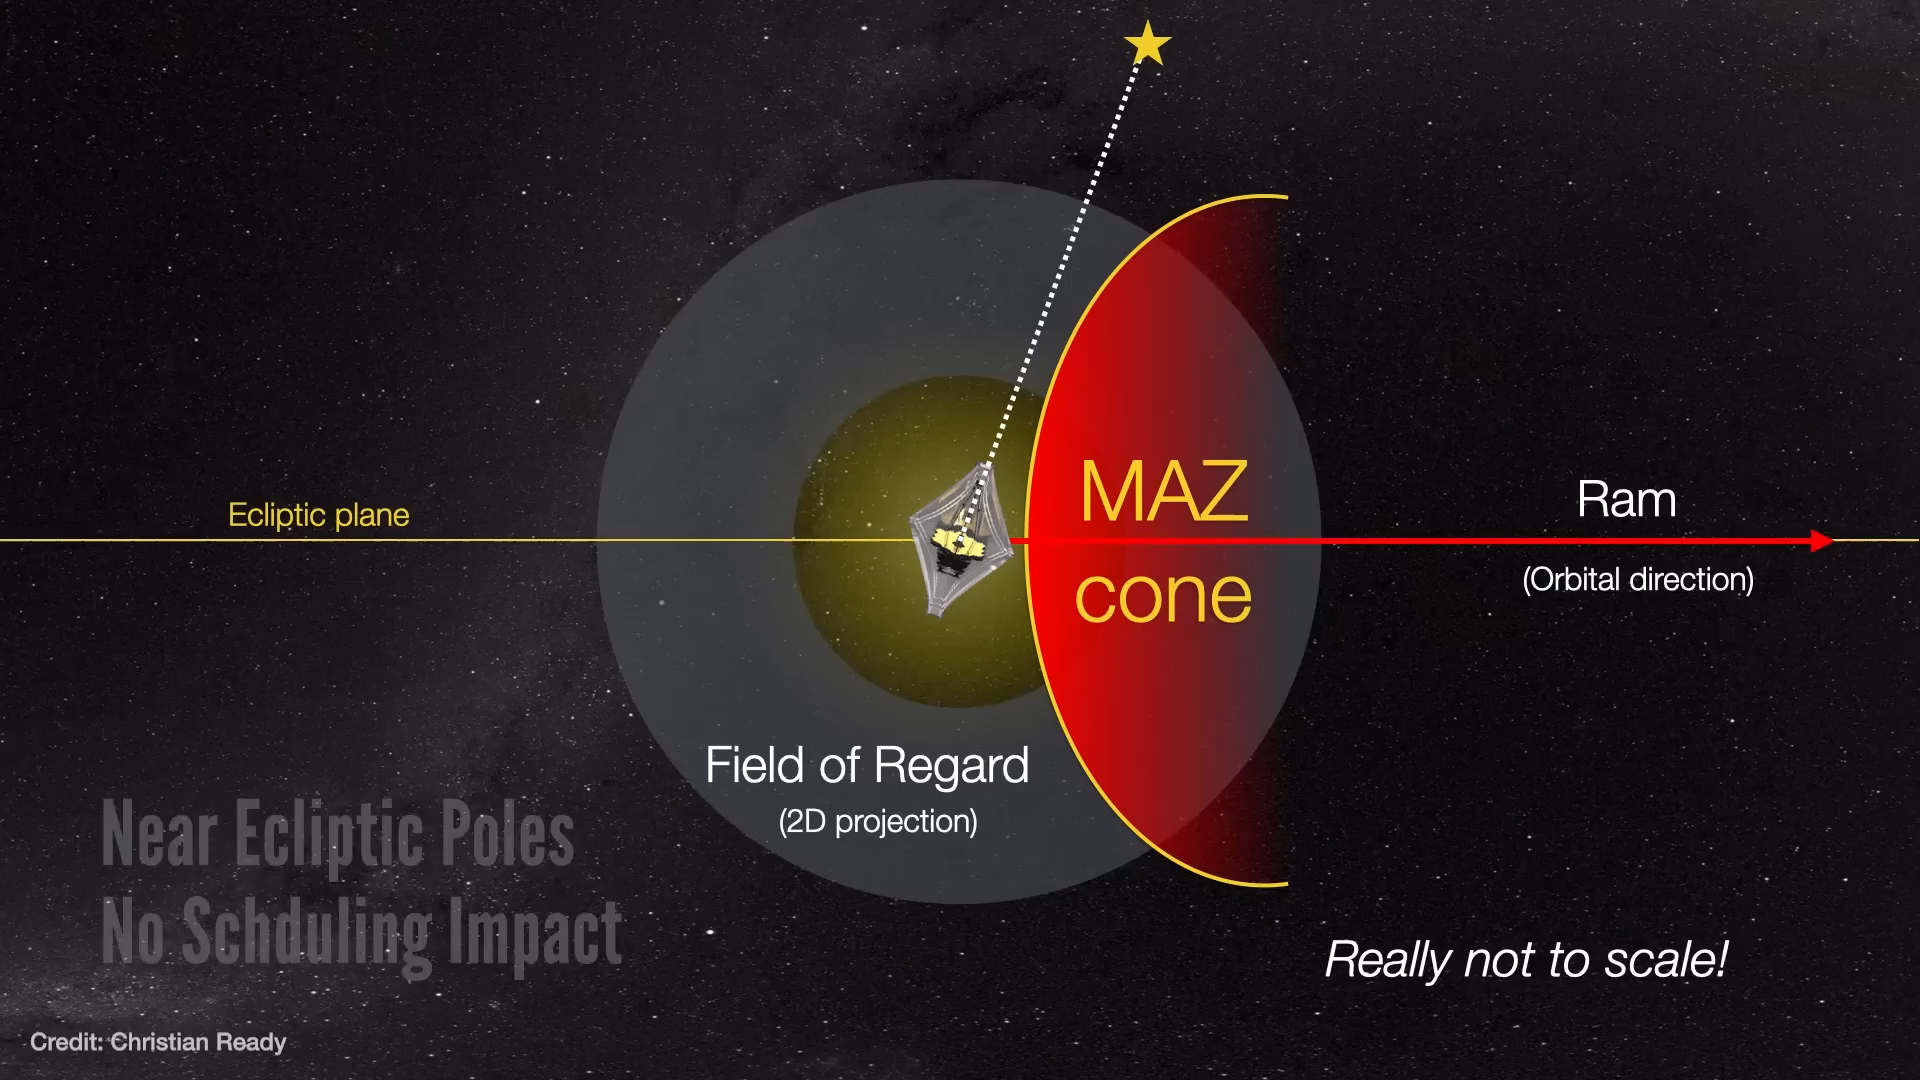 Ecliptic plane
MAZ
cone
Ram
(Orbital direction)
Field of Regard
(2D projection)
Near Ecliptic Poles
No Schduling Impact
Really not to scale!
Credit: Christian Ready